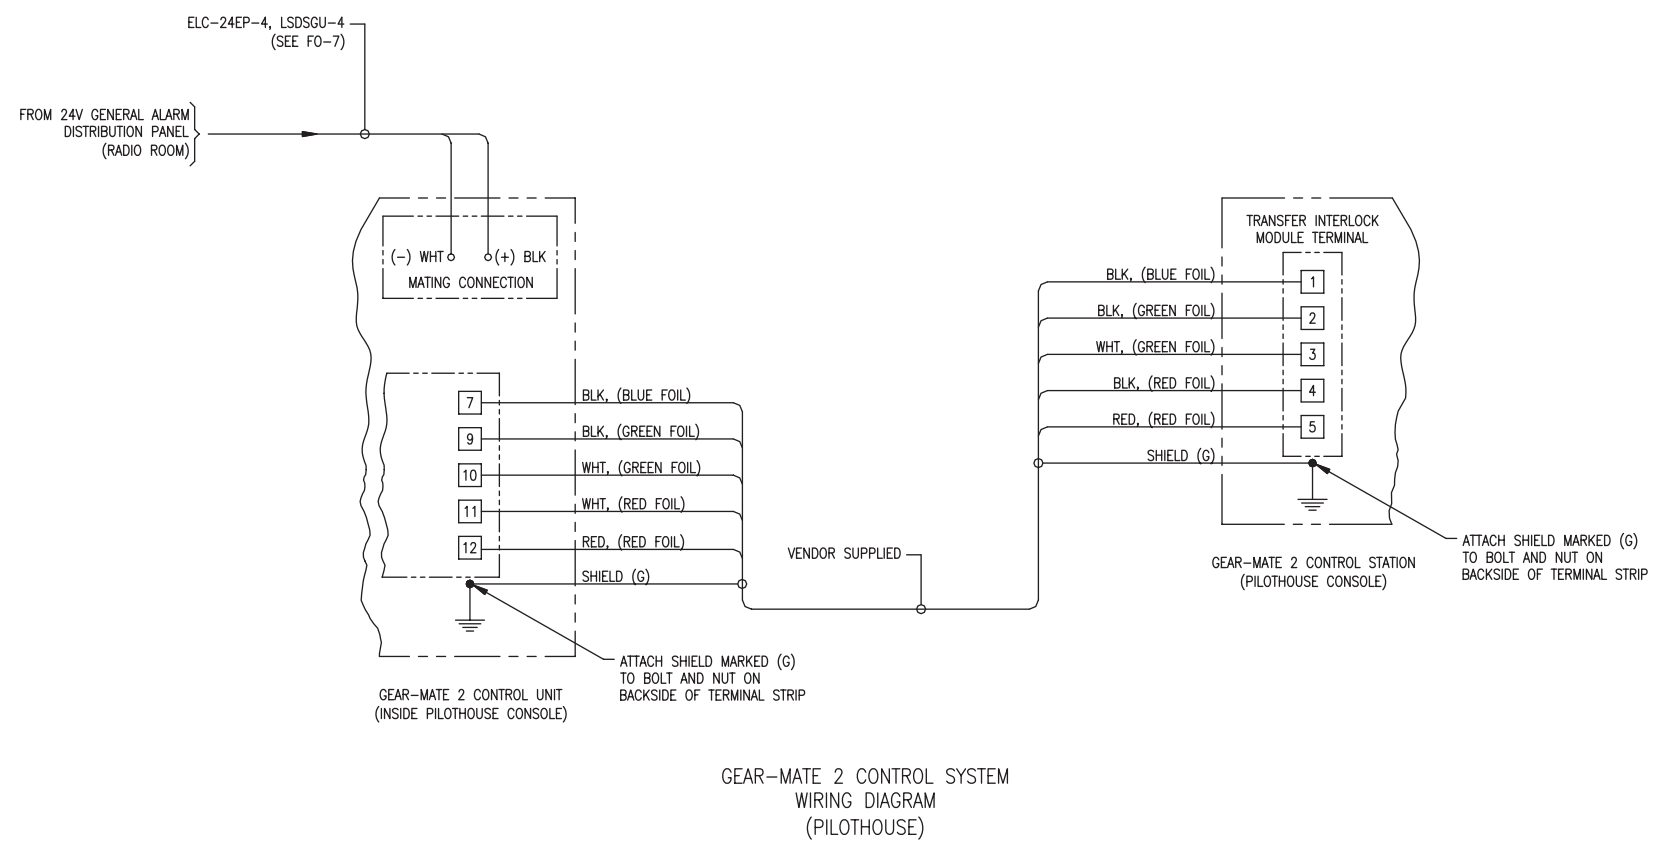 ELC-24EP-4, LSDSGU-4
(SEE FO-7)
FROM 24V GENERAL ALARM
DISTRIBUTION PANEL
(RADIO ROOM)
(-) WHT
(+) BLK
MATING CONNECTION
7
BLK, (BLUE FOIL)
9
BLK, (GREEN FOIL)
10
WHT, (GREEN FOIL)
11
WHT, (RED FOIL)
12
RED, (RED FOIL)
SHIELD (G)
ATTACH SHIELD MARKED (G)
TO BOLT AND NUT ON
BACKSIDE OF TERMINAL STRIP
GEAR-MATE 2 CONTROL UNIT
(INSIDE PILOTHOUSE CONSOLE)
VENDOR SUPPLIED
TRANSFER INTERLOCK
MODULE TERMINAL
BLK, (BLUE FOIL)
1
BLK, (GREEN FOIL)
2
WHT, (GREEN FOIL)
3
BLK, (RED FOIL)
4
RED, (RED FOIL)
5
SHIELD (G)
ATTACH SHIELD MARKED (G)
TO BOLT AND NUT ON
BACKSIDE OF TERMINAL STRIP
GEAR-MATE 2 CONTROL STATION
(PILOTHOUSE CONSOLE)
GEAR-MATE 2 CONTROL SYSTEM
WIRING DIAGRAM
(PILOTHOUSE)